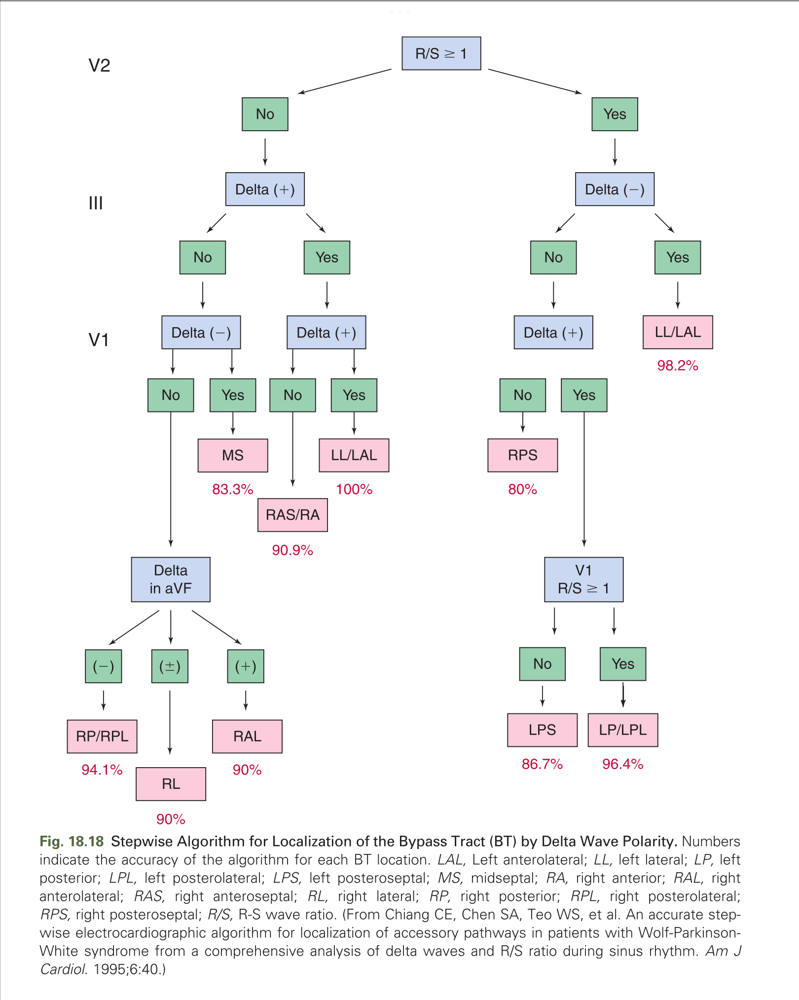 R/S ≥ 1
V2
No
Yes
Delta (+)
Delta (−)
III
No
Yes
No
Yes
Delta (−)
Delta (+)
Delta (+)
LL/LAL
V1
98.2%
No
Yes
No
Yes
No
Yes
MS
LL/LAL
RPS
83.3%
100%
80%
RAS/RA
90.9%
Delta
in aVF
V1
R/S ≥ 1
(−)
(±)
(+)
No
Yes
RP/RPL
RAL
LPS
LP/LPL
94.1%
90%
86.7%
96.4%
RL
90%
Fig. 18.18 Stepwise Algorithm for Localization of the Bypass Tract (BT) by Delta Wave Polarity. Numbers
indicate the accuracy of the algorithm for each BT location. LAL, Left anterolateral; LL, left lateral; LP, left
posterior; LPL, left posterolateral; LPS, left posteroseptal; MS, midseptal; RA, right anterior; RAL, right
anterolateral; RAS, right anteroseptal; RL, right lateral; RP, right posterior; RPL, right posterolateral;
RPS, right posteroseptal; R/S, R-S wave ratio. (From Chiang CE, Chen SA, Teo WS, et al. An accurate step-
wise electrocardiographic algorithm for localization of accessory pathways in patients with Wolf-Parkinson-
White syndrome from a comprehensive analysis of delta waves and R/S ratio during sinus rhythm. Am J
Cardiol. 1995;6:40.)